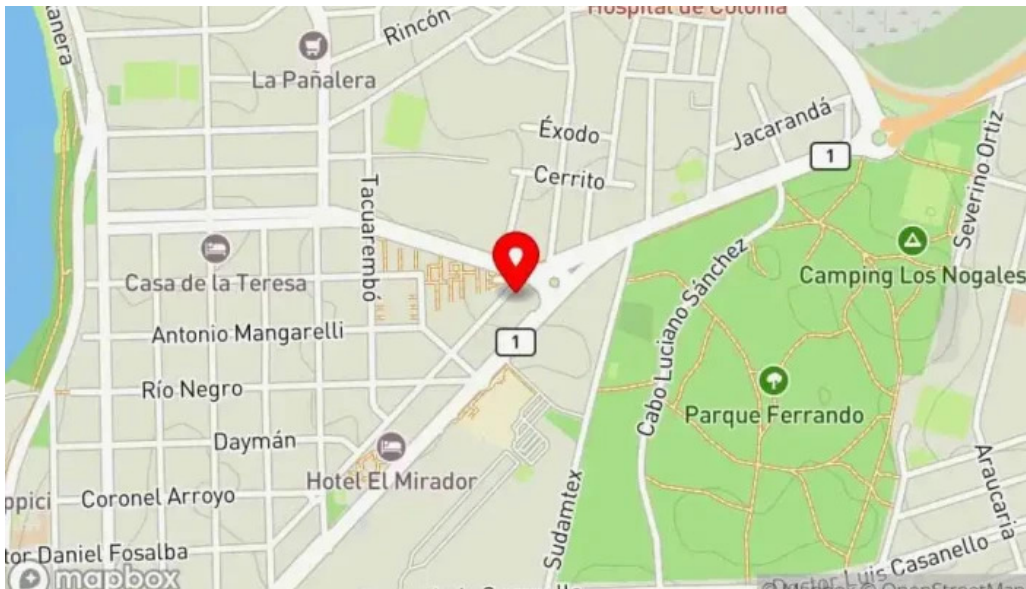 Hospital de Colonia
Rincón
La Pañalera
Éxodo
Jacarandá
1
Cerrito
Severino Ortiz
Tacuarembó
Casa de la Teresa
Camping Los Nogales
Antonio Mangarelli
1
Cabo Luciano Sánchez
Río Negro
Parque Ferrando
Daymán
Hotel El Mirador
Coronel Arroyo
Araucaria
Sudamtex
tor Daniel Fosalba
Luis Casanello
mapbox
© OpenStreetMap